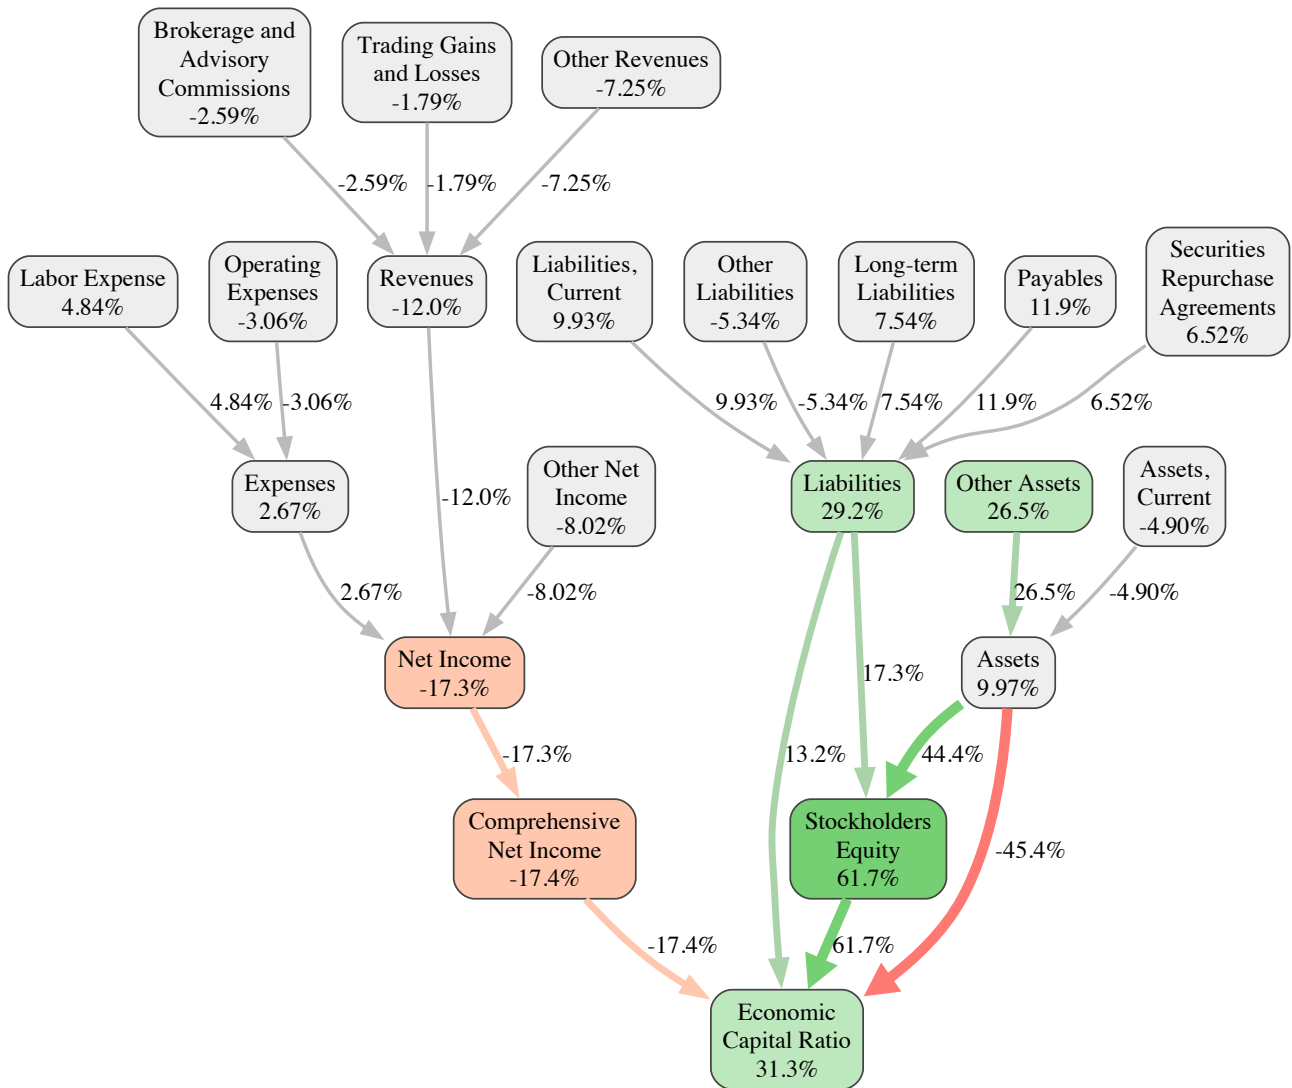 Brokerage and
Advisory
Commissions
-2.59%
Trading Gains
and Losses
-1.79%
Other Revenues
-7.25%
-2.59%
-1.79%
-7.25%
Labor Expense
4.84%
Operating
Expenses
-3.06%
Revenues
-12.0%
Liabilities,
Current
9.93%
Other
Liabilities
-5.34%
Long-term
Liabilities
7.54%
Payables
11.9%
Securities
Repurchase
Agreements
6.52%
4.84%
-3.06%
9.93%
-5.34%
7.54%
11.9%
6.52%
Expenses
2.67%
-12.0%
Other Net
Income
-8.02%
Liabilities
29.2%
Other Assets
26.5%
Assets,
Current
-4.90%
2.67%
-8.02%
26.5%
-4.90%
Net Income
-17.3%
17.3%
Assets
9.97%
-17.3%
13.2%
44.4%
Comprehensive
Net Income
-17.4%
Stockholders
Equity
61.7%
-45.4%
-17.4%
61.7%
Economic
Capital Ratio
31.3%